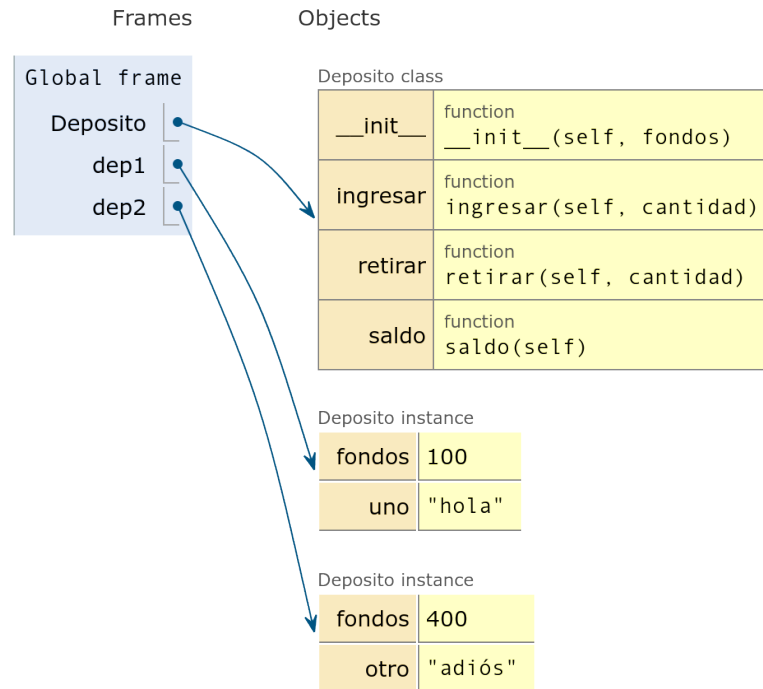 Frames Objects
Global frame
Deposito
dep1
dep2
Deposito class
__init__ function
__init__(self, fondos)
ingresar function
ingresar(self, cantidad)
retirar function
retirar(self, cantidad)
saldo function
saldo(self)
Deposito instance
fondos 100
uno "hola"
Deposito instance
fondos 400
otro "adiós"